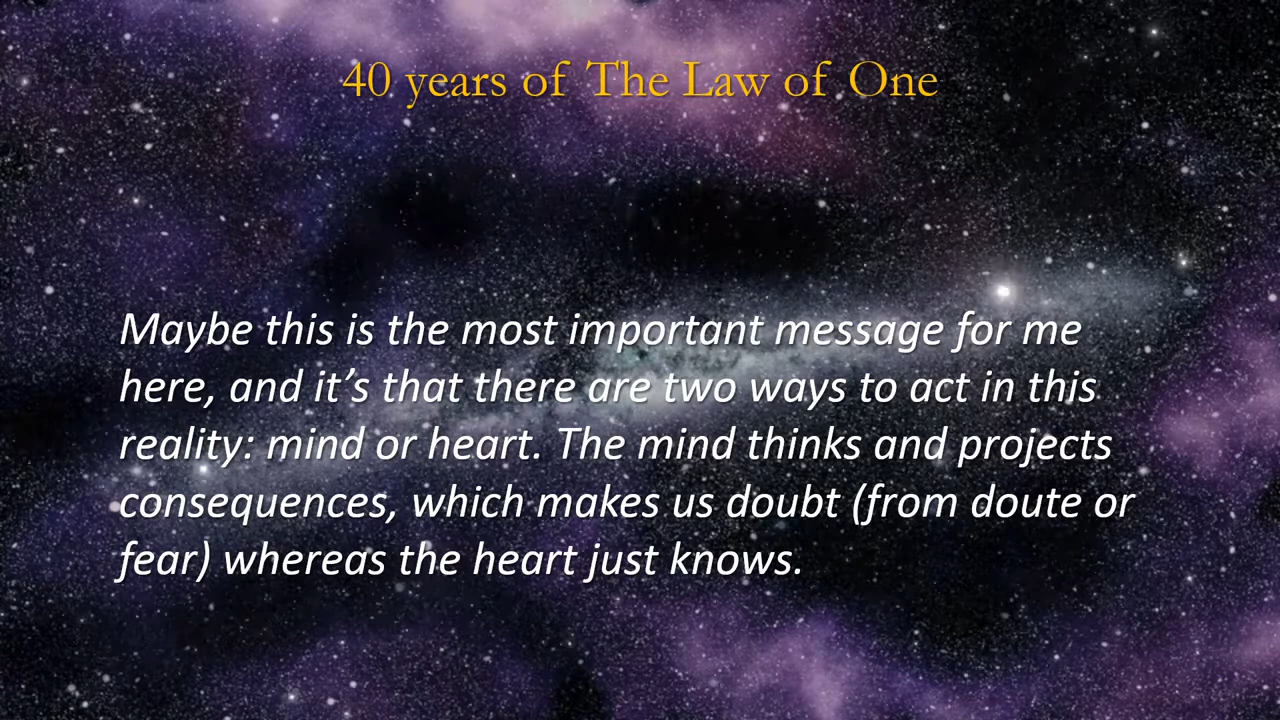 40 years of The Law of One
Maybe this is the most important message for me
here, and it’s that there are two ways to act in this
reality: mind or heart. The mind thinks and projects
consequences, which makes us doubt (from doute or
fear) whereas the heart just knows.